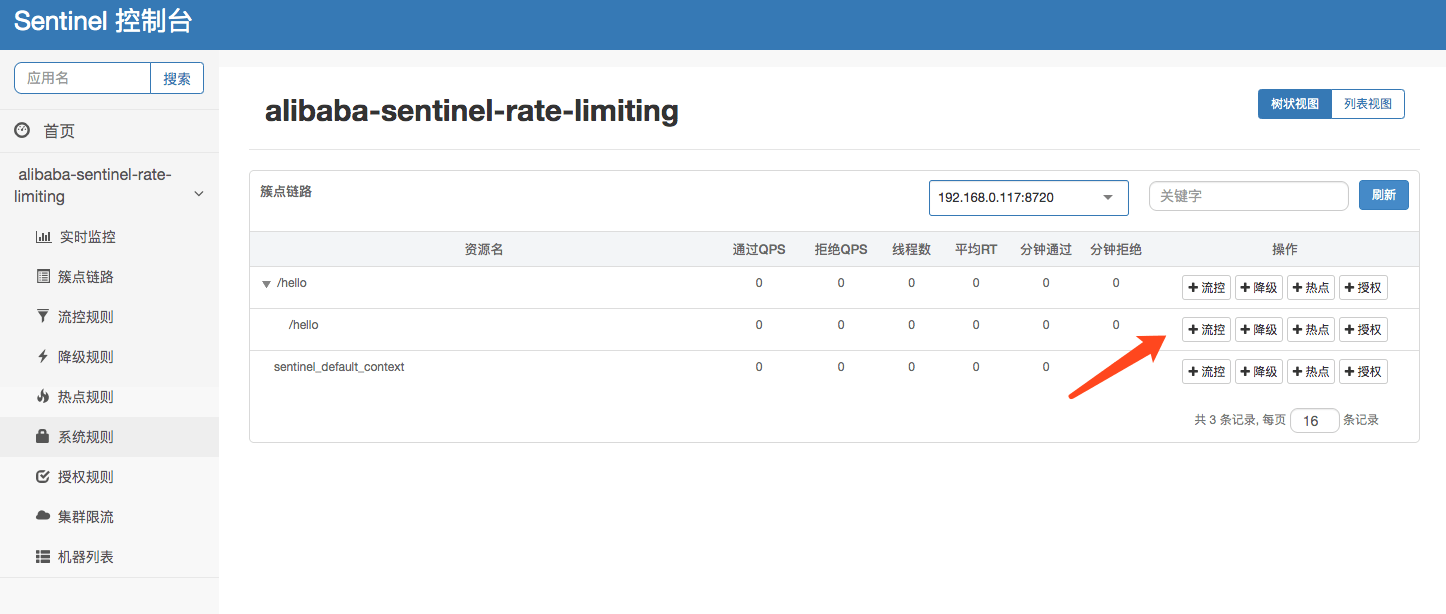 Sentinel 控制台
应用名 搜索
首页
alibaba-sentinel-rate-
limiting
实时监控
簇点链路
流控规则
降级规则
热点规则
系统规则
授权规则
集群限流
机器列表
alibaba-sentinel-rate-limiting
树状视图 列表视图
簇点链路 192.168.0.117:8720 关键字 刷新
资源名 通过QPS 拒绝QPS 线程数 平均RT 分钟通过 分钟拒绝 操作
/hello 0 0 0 0 0 0 流控 降级 热点 授权
/hello 0 0 0 0 0 0 流控 降级 热点 授权
sentinel_default_context 0 0 0 0 0 流控 降级 热点 授权
共 3 条记录, 每页 16 条记录